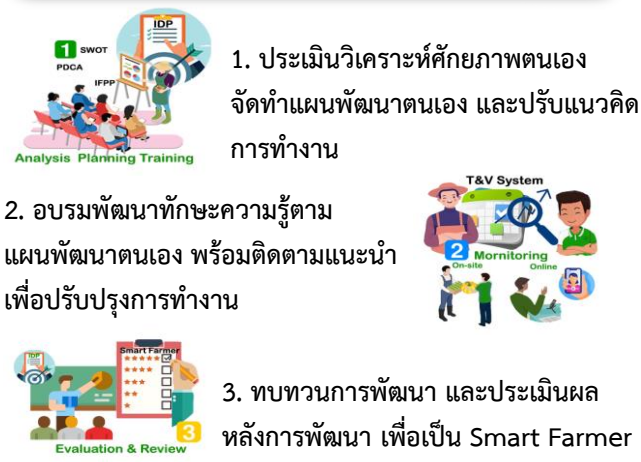 IDP
1 SWOT
PDCA
IFPP
Analysis Planning Training
1. ประเมินวิเคราะห์ศักยภาพตนเอง
จัดทำแผนพัฒนาตนเอง และปรับแนวคิด
การทำงาน
2. อบรมพัฒนาทักษะความรู้ตาม
แผนพัฒนาตนเอง พร้อมติดตามแนะนำ
เพื่อปรับปรุงการทำงาน
T&V System
2 Mornitoring
On-site Online
IDP
Smart Farmer
3
Evaluation & Review
3. ทบทวนการพัฒนา และประเมินผล
หลังการพัฒนา เพื่อเป็น Smart Farmer